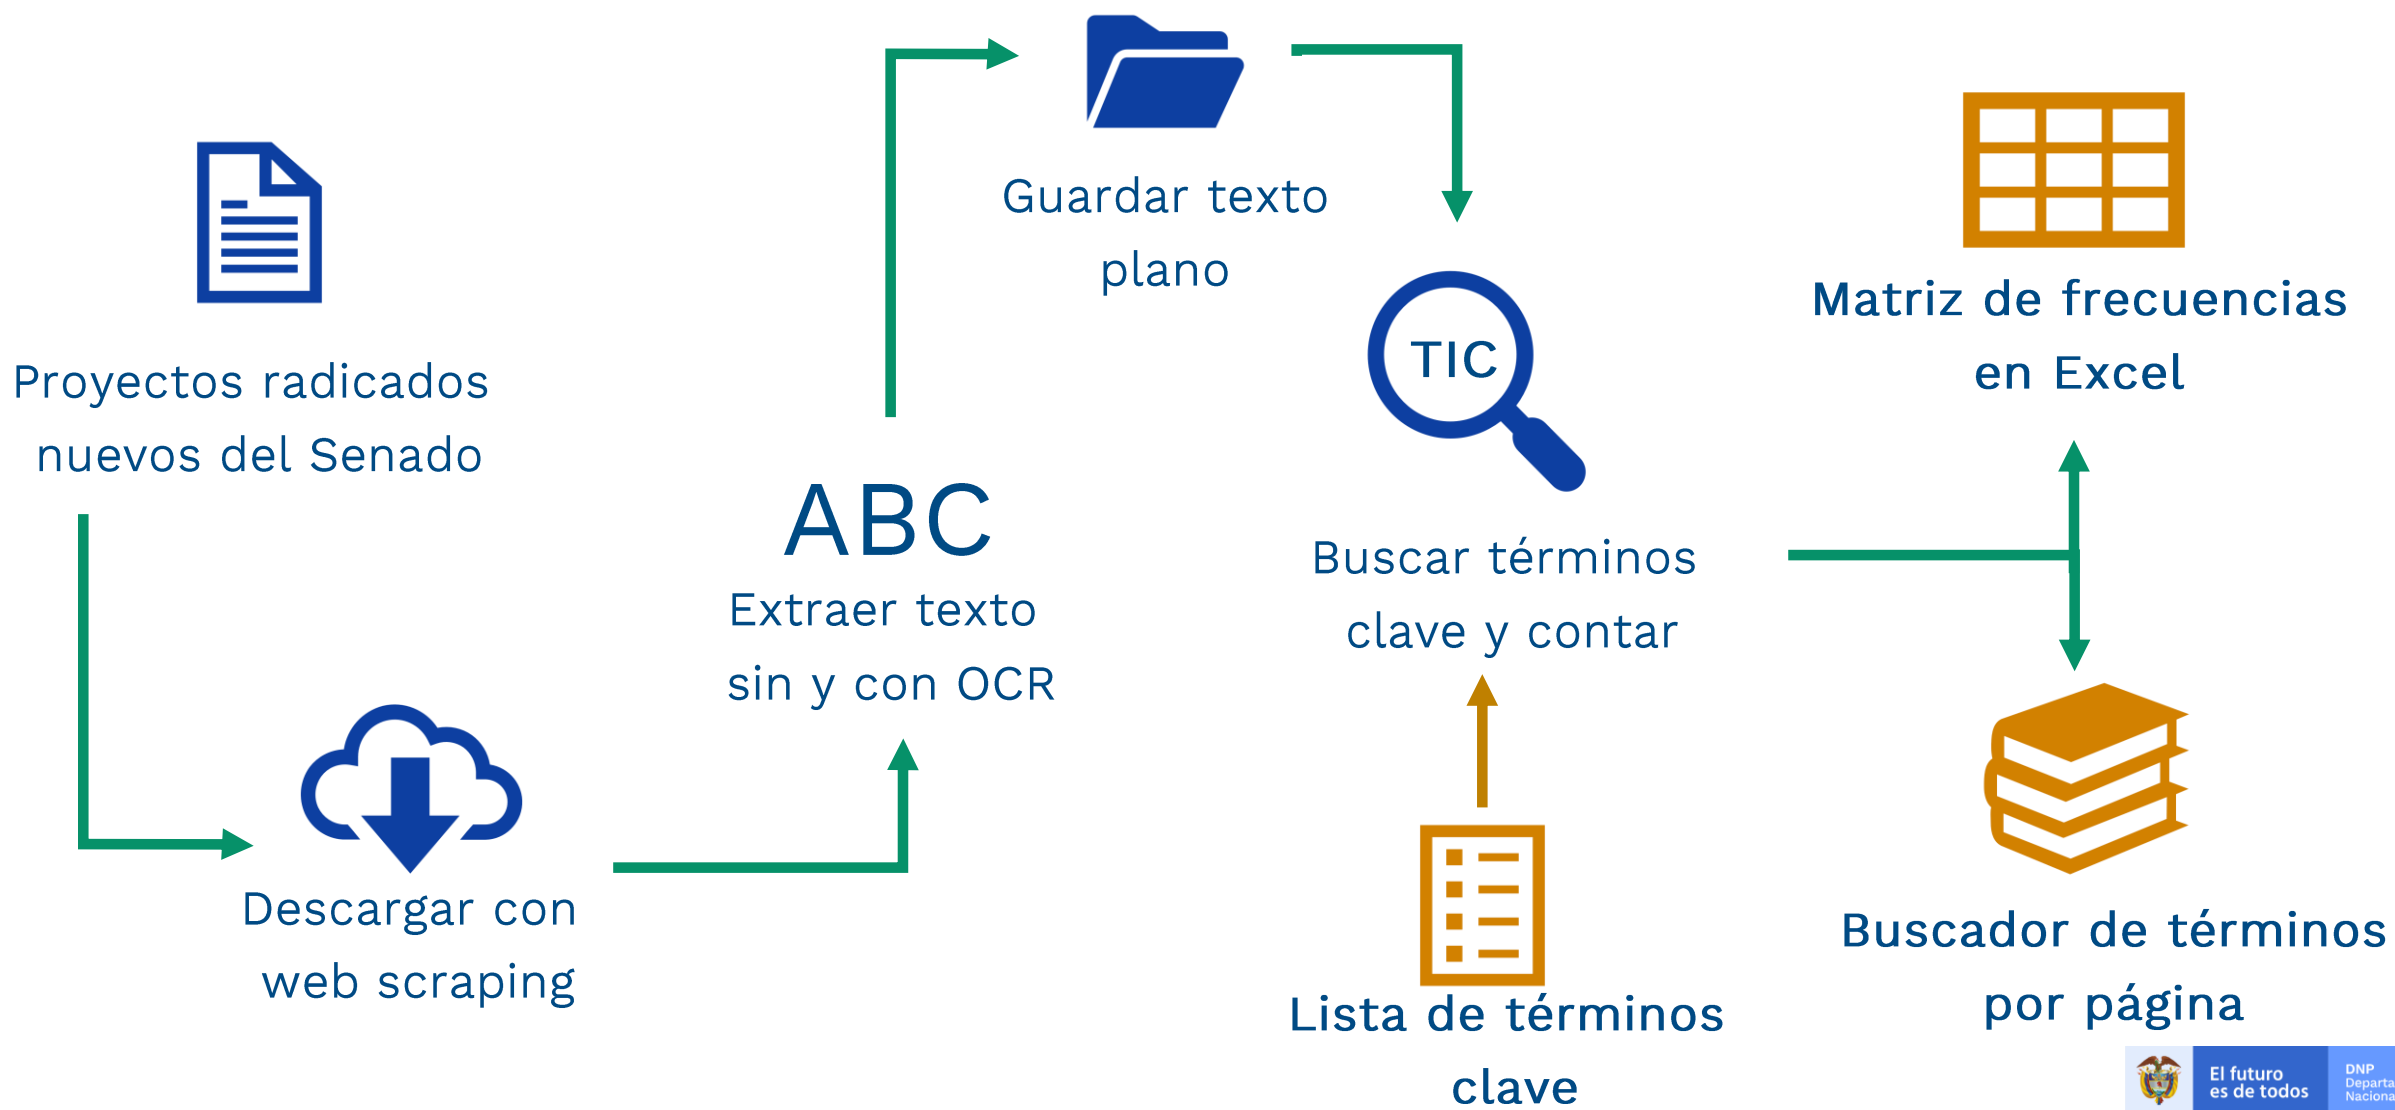 Proyectos radicados
nuevos del Senado
Descargar con
web scraping
ABC
Extraer texto
sin y con OCR
Guardar texto
plano
TIC
Buscar términos
clave y contar
Lista de términos
clave
Matriz de frecuencias
en Excel
Buscador de términos
por página
El futuro
es de todos
DNP
Departa
Naciona